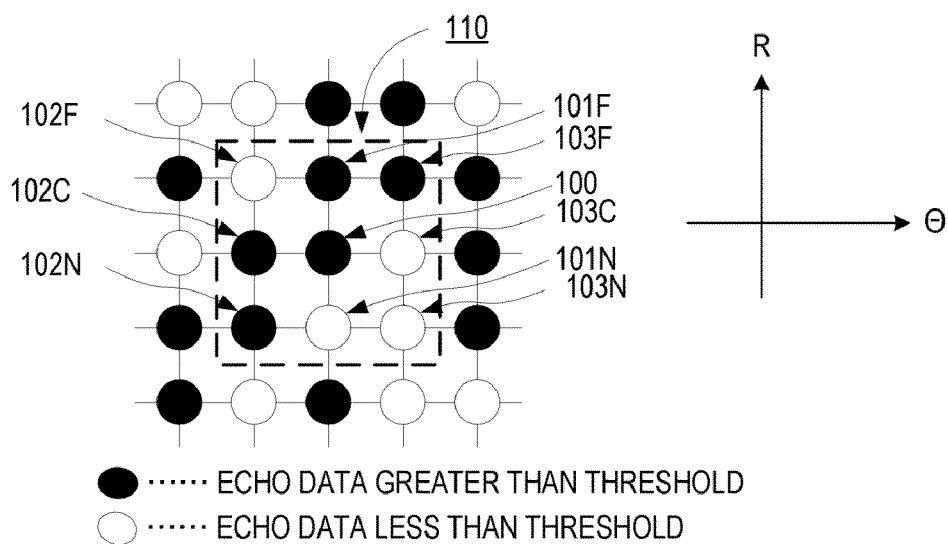 110
R
102F
101F
103F
102C
100
103C
Θ
102N
101N
103N
ECHO DATA GREATER THAN THRESHOLD
ECHO DATA LESS THAN THRESHOLD